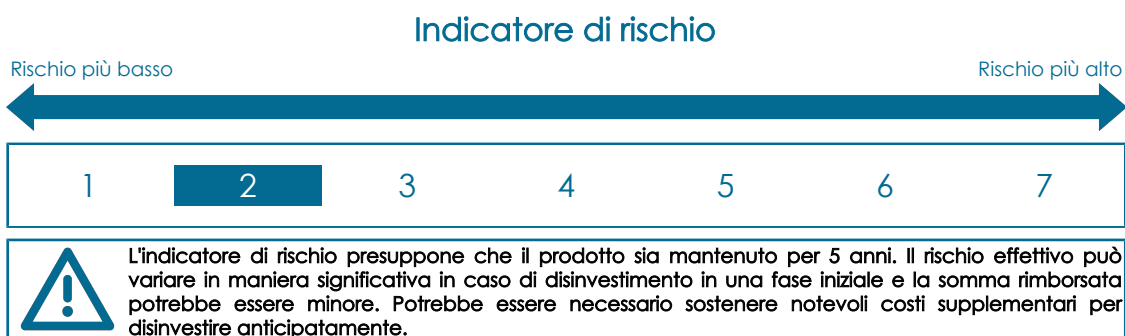 Indicatore di rischio
Rischio più basso
Rischio più alto
1 2 3 4 5 6 7
L'indicatore di rischio presuppone che il prodotto sia mantenuto per 5 anni. Il rischio effettivo può
variare in maniera significativa in caso di disinvestimento in una fase iniziale e la somma rimborsata
potrebbe essere minore. Potrebbe essere necessario sostenere notevoli costi supplementari per
disinvestire anticipatamente.